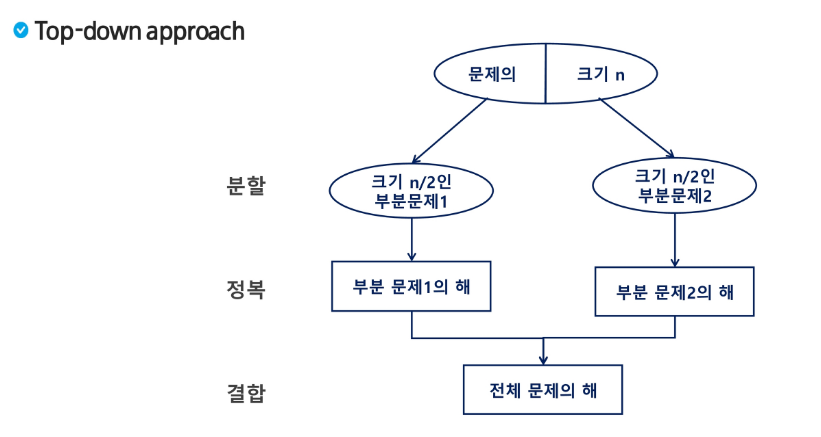 Top-down approach
문제의 크기 n
분할
크기 n/2인
부분문제1
크기 n/2인
부분문제2
정복
부분 문제1의 해
부분 문제2의 해
결합
전체 문제의 해